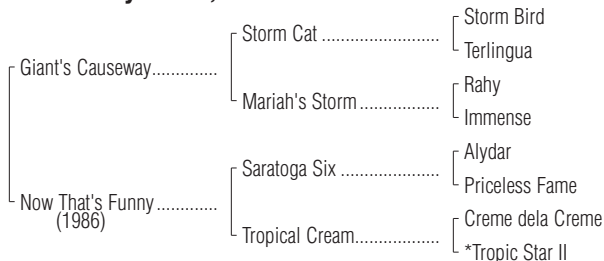 Storm Bird
Storm Cat ......................
Terlingua
Giant's Causeway.............
Rahy
Mariah's Storm ...............
Immense
Alydar
Saratoga Six ..................
Priceless Fame
Now That's Funny ............
(1986)
Creme dela Creme
Tropical Cream................
*Tropic Star II